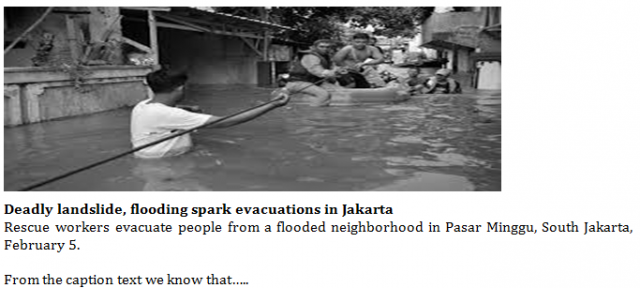 Deadly landslide, flooding spark evacuations in Jakarta
Rescue workers evacuate people from a flooded neighborhood in Pasar Minggu, South Jakarta,
February 5.
From the caption text we know that.....